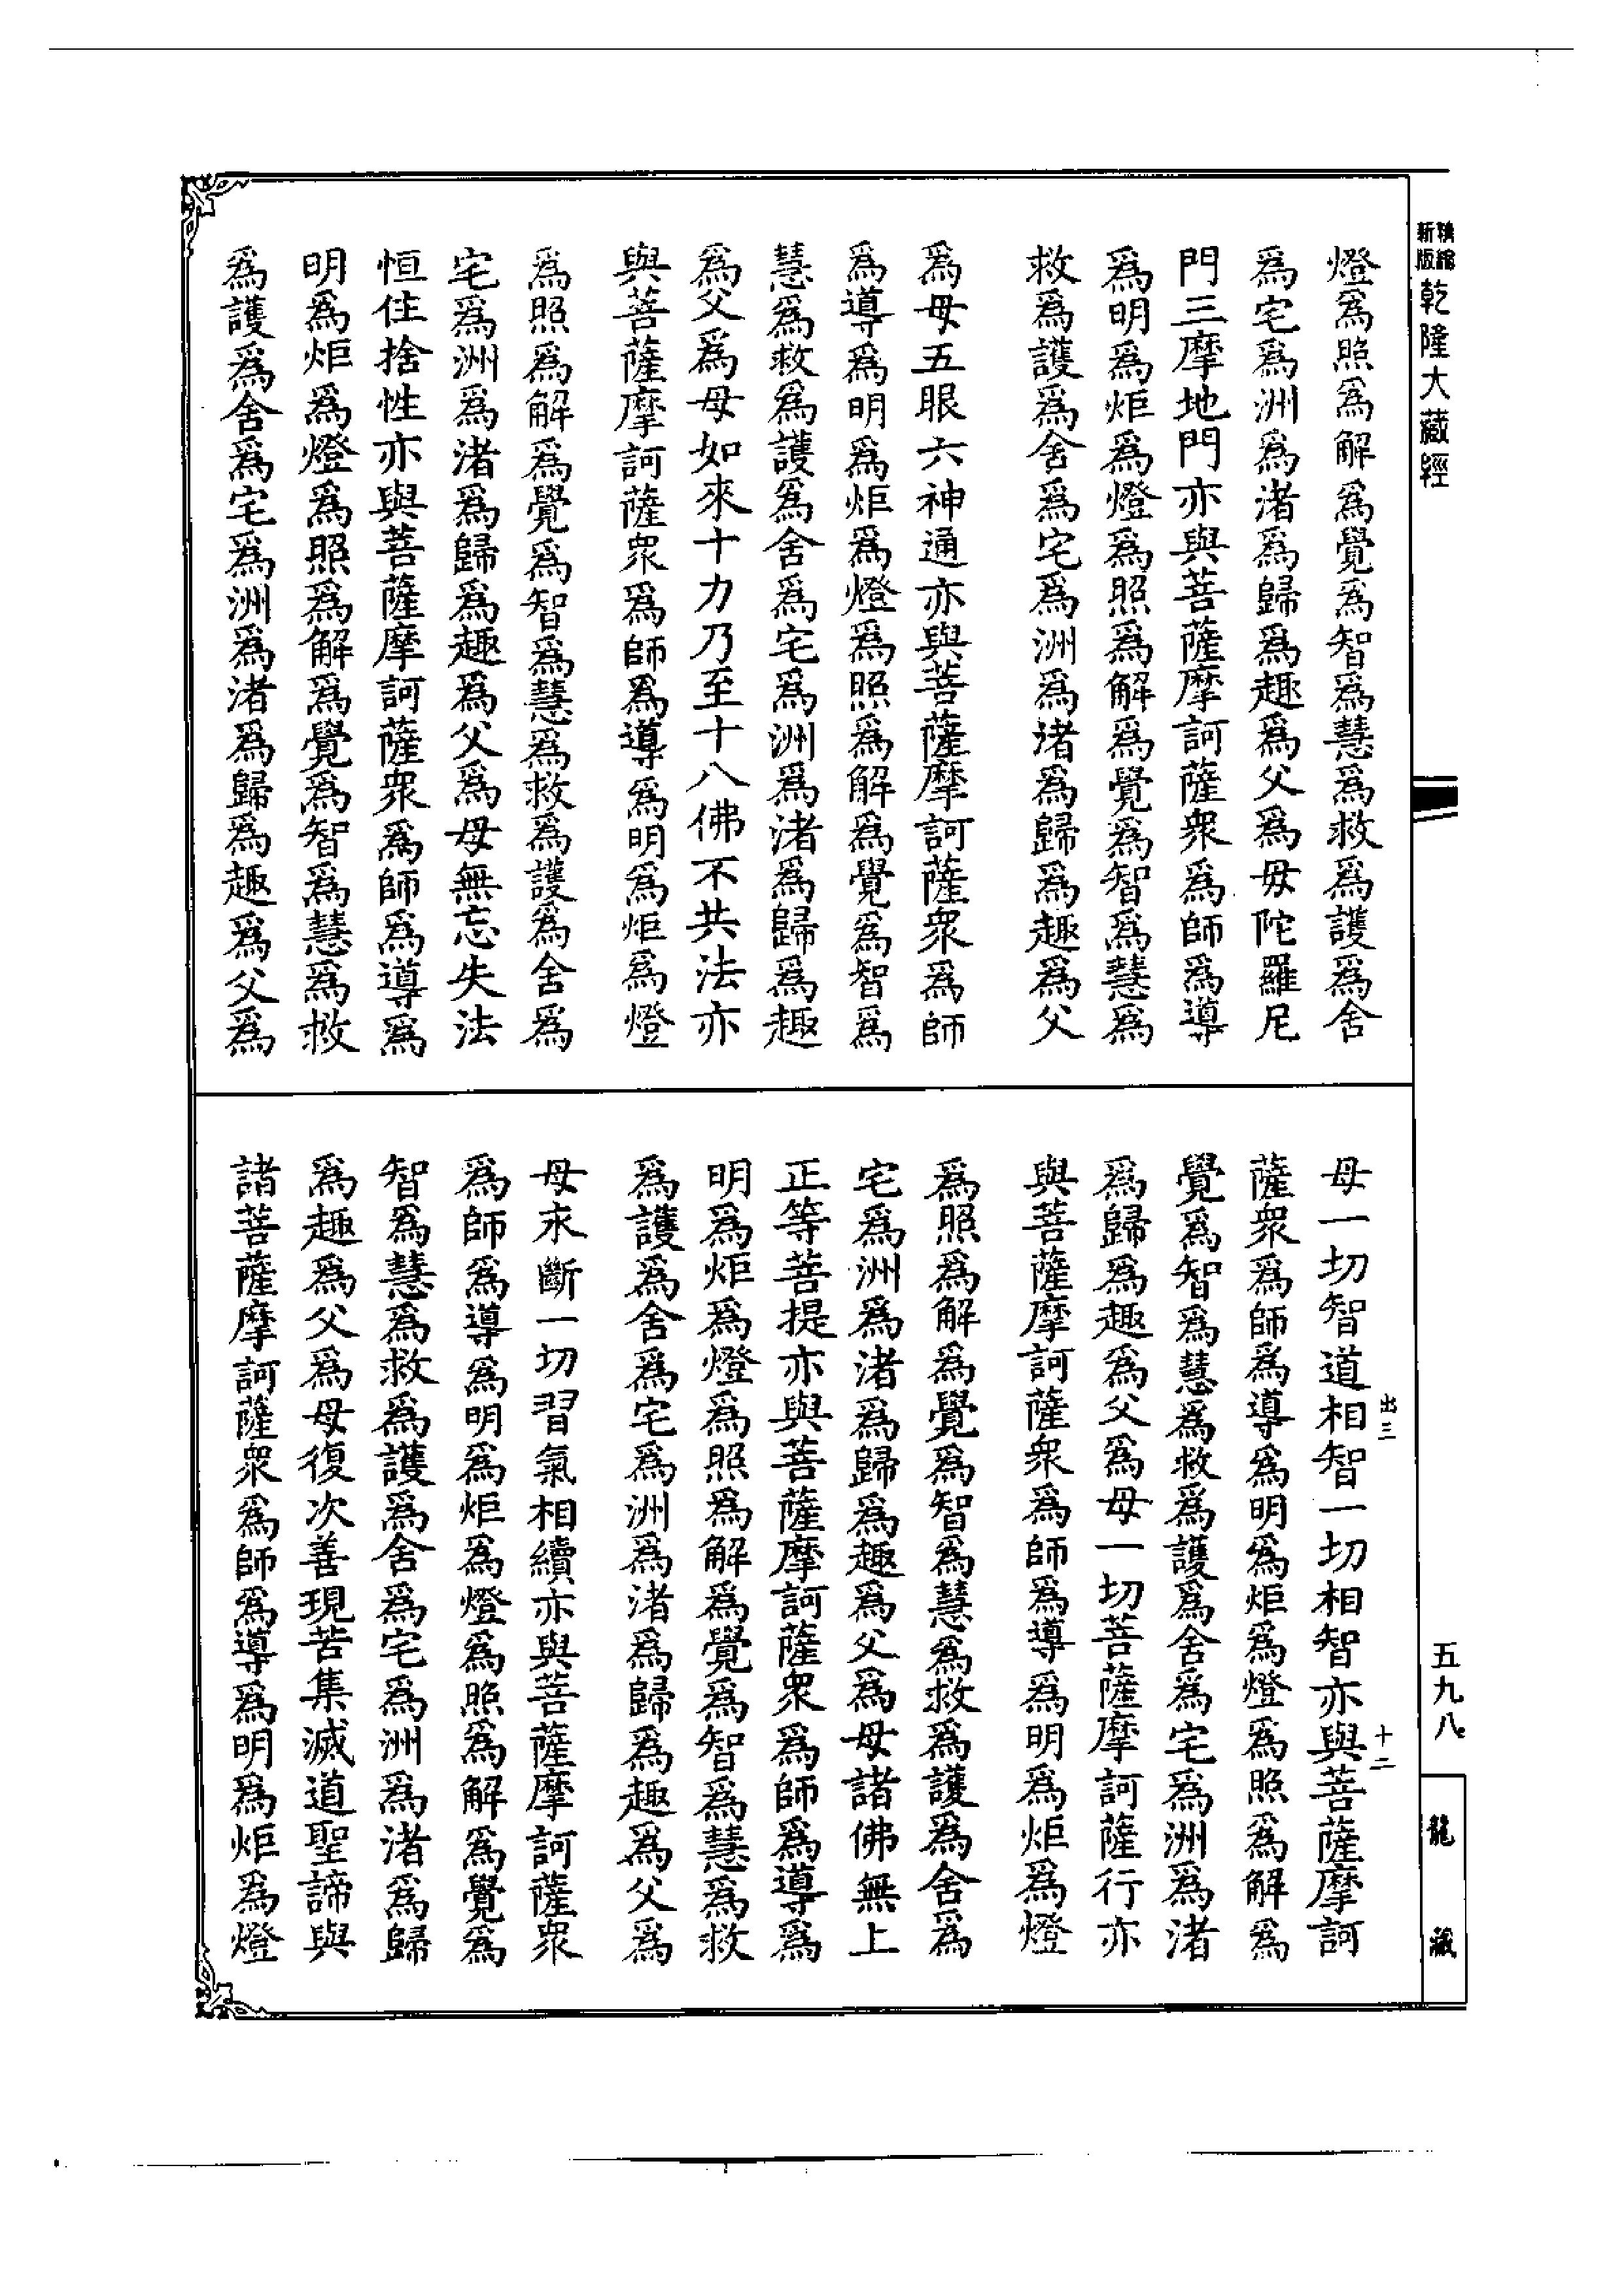 新版
乾隆大藏經
燈爲照爲解爲覺爲智爲慧爲救爲護爲舍
爲宅爲洲爲渚爲歸爲趣爲父爲母陀羅尼
門三摩地門亦與菩薩摩訶薩衆爲師爲導
爲明爲炬爲燈爲照爲解爲覺爲智爲慧爲
救爲護爲舍爲宅爲洲爲渚爲歸爲趣爲父
爲母五眼六神通亦與菩薩摩訶薩衆爲師
爲導爲明爲炬爲燈爲照爲解爲覺爲智爲
慧爲救爲護爲舍爲宅爲洲爲渚爲歸爲趣
爲父爲母如來十力乃至十八佛不共法亦
與菩薩摩訶薩衆爲師爲導爲明爲炬爲燈
爲照爲解爲覺爲智爲慧爲救爲護爲舍爲
宅爲洲爲渚爲歸爲趣爲父爲母無忘失法
恒住捨性亦與菩薩摩訶薩衆爲師爲導爲
明爲炬爲燈爲照爲解爲覺爲智爲慧爲救
爲護爲舍爲宅爲洲爲渚爲歸爲趣爲父爲
母一切智道相智一切相智亦與菩薩摩訶
薩衆爲師爲導爲明爲炬爲燈爲照爲解爲
覺爲智爲慧爲救爲護爲舍爲宅爲洲爲渚
爲歸爲趣爲父爲母一切菩薩摩訶薩行亦
與菩薩摩訶薩衆爲師爲導爲明爲炬爲燈
爲照爲解爲覺爲智爲慧爲救爲護爲舍爲
宅爲洲爲渚爲歸爲趣爲父爲母諸佛無上
正等菩提亦與菩薩摩訶薩衆爲師爲導爲
明爲炬爲燈爲照爲解爲覺爲智爲慧爲救
爲護爲舍爲宅爲洲爲渚爲歸爲趣爲父爲
母永斷一切習氣相續亦與菩薩摩訶薩衆
爲師爲導爲明爲炬爲燈爲照爲解爲覺爲
智爲慧爲救爲護爲舍爲宅爲洲爲渚爲歸
爲趣爲父爲母復次善現苦集滅道聖諦與
諸菩薩摩訶薩衆爲師爲導爲明爲炬爲燈
出三
十二
五九八
龍藏